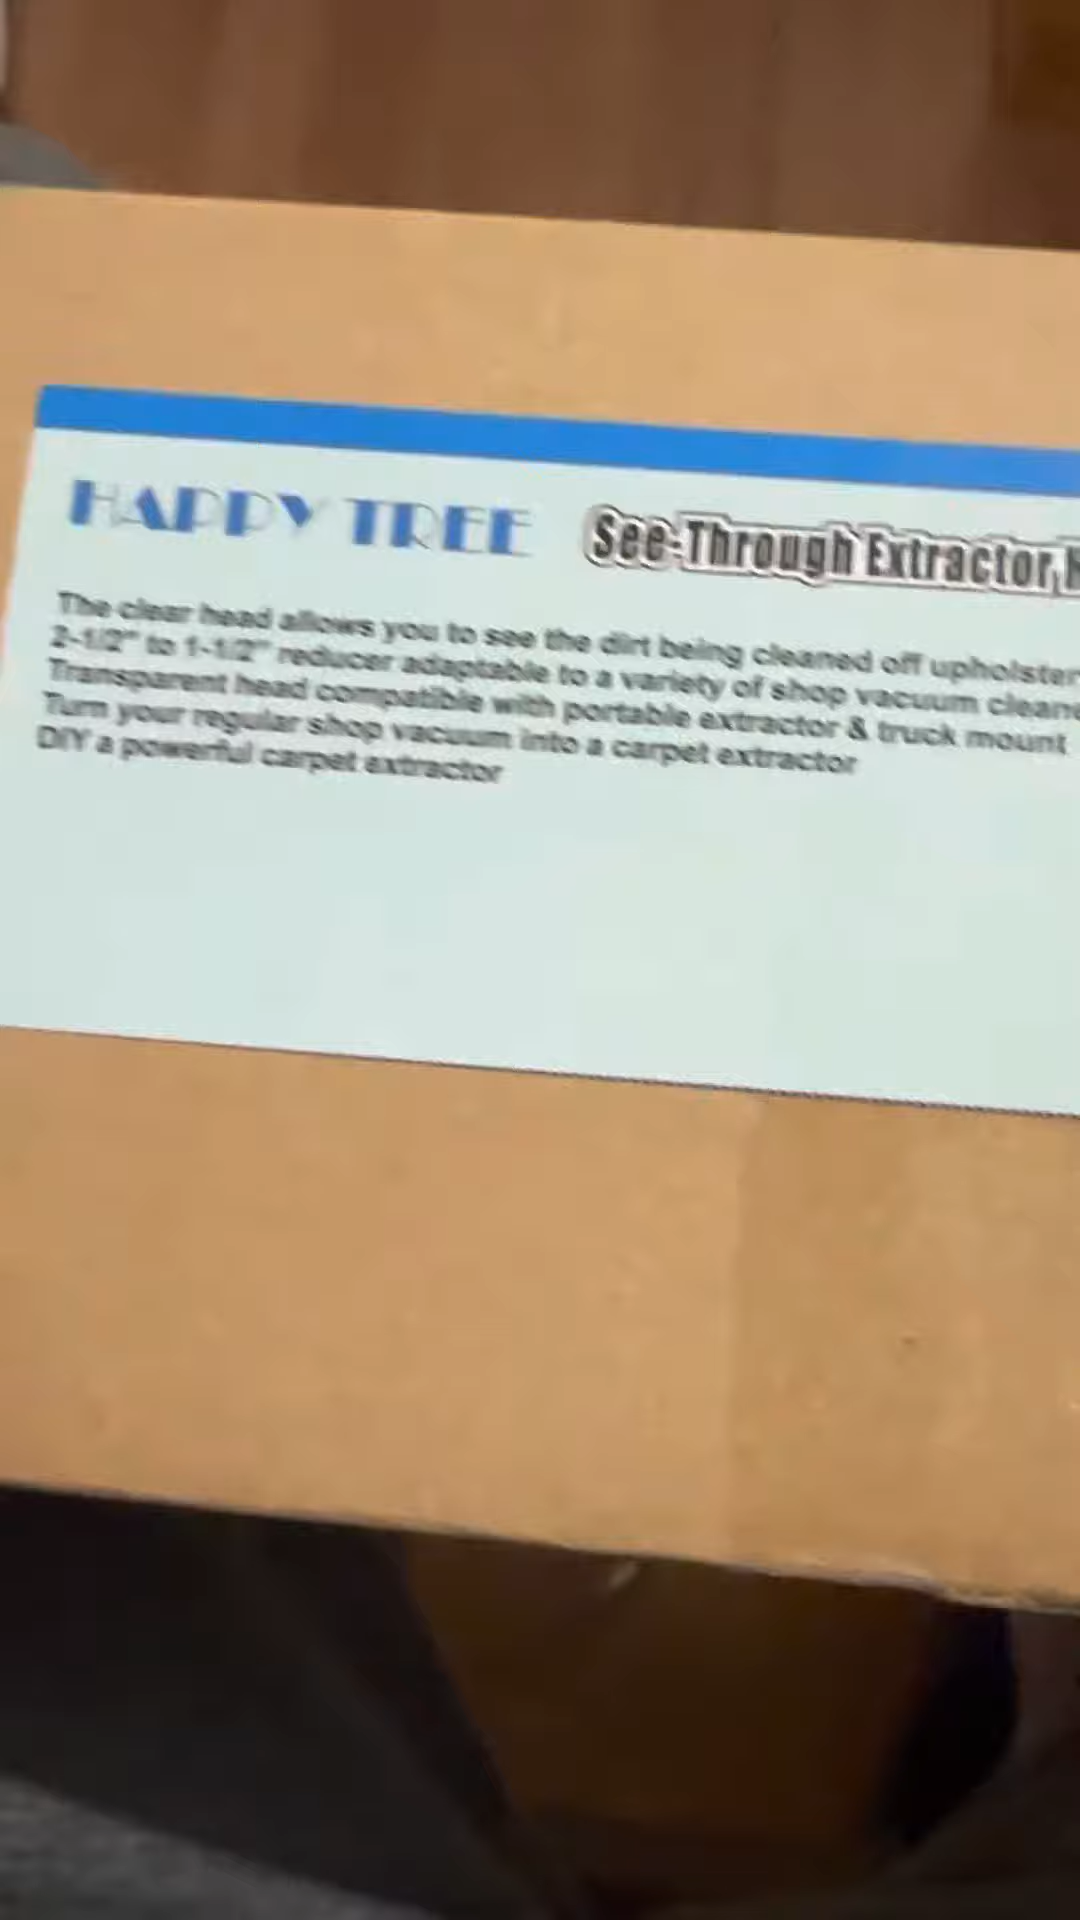 HAPPY TREE See-Through Extractor
The clear head allows you to see the dirt being cleaned off
2-1/2" to 1-1/2" reducer adaptable to a variety of shop vacuum
Transparent head compatible with portable extractor & truck mount
Turn your regular shop vacuum into a carpet extractor
DIY a powerful carpet extractor